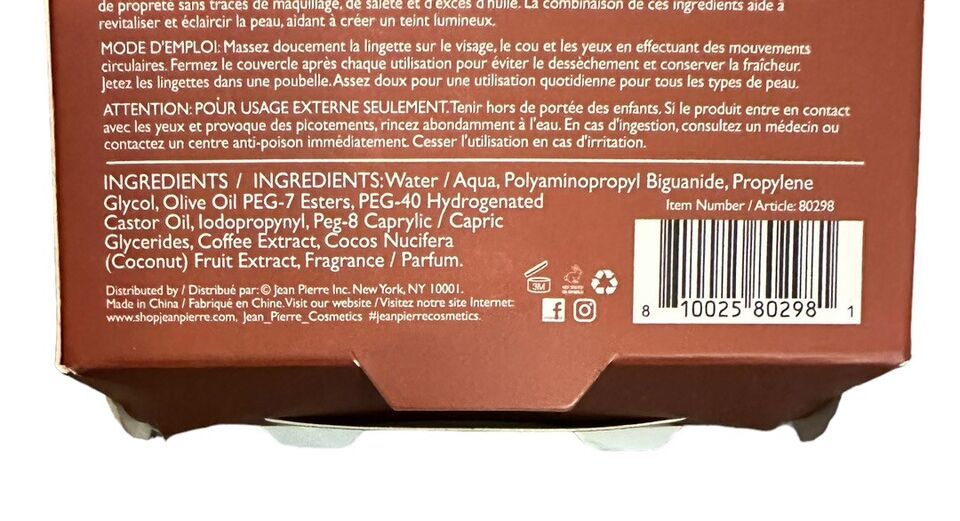 de propreté sans traces de maquillage, de saleté et d'excès d'huile. La combinaison de ces ingrédients aide à
revitaliser et éclaircir la peau, aidant à créer un teint lumineux.
MODE D'EMPLOI: Massez doucement la lingette sur le visage, le cou et les yeux en effectuant des mouvements
circulaires. Fermez le couvercle après chaque utilisation pour éviter le dessèchement et conserver la fraîcheur.
Jetez les lingettes dans une poubelle. Assez doux pour une utilisation quotidienne pour tous les types de peau.
ATTENTION: POUR USAGE EXTERNE SEULEMENT. Tenir hors de portée des enfants. Si le produit entre en contact
avec les yeux et provoque des picotements, rincez abondamment à l'eau. En cas d'ingestion, consultez un médecin ou
contactez un centre anti-poison immédiatement. Cesser l'utilisation en cas d'irritation.
INGREDIENTS / INGREDIENTS: Water / Aqua, Polyaminopropyl Biguanide, Propylene
Glycol, Olive Oil PEG-7 Esters, PEG-40 Hydrogenated
Castor Oil, Iodopropynyl, Peg-8 Caprylic / Capric
Glycerides, Coffee Extract, Cocos Nucifera
(Coconut) Fruit Extract, Fragrance / Parfum.
Item Number / Article: 80298
Distributed by / Distribué par: © Jean Pierre Inc. New York, NY 10001.
Made in China / Fabriqué en Chine. Visit our website / Visitez notre site Internet:
www.shopjeanpierre.com, Jean_Pierre_Cosmetics #jeanpierrecosmetics.
3M
8 10025 80298 1